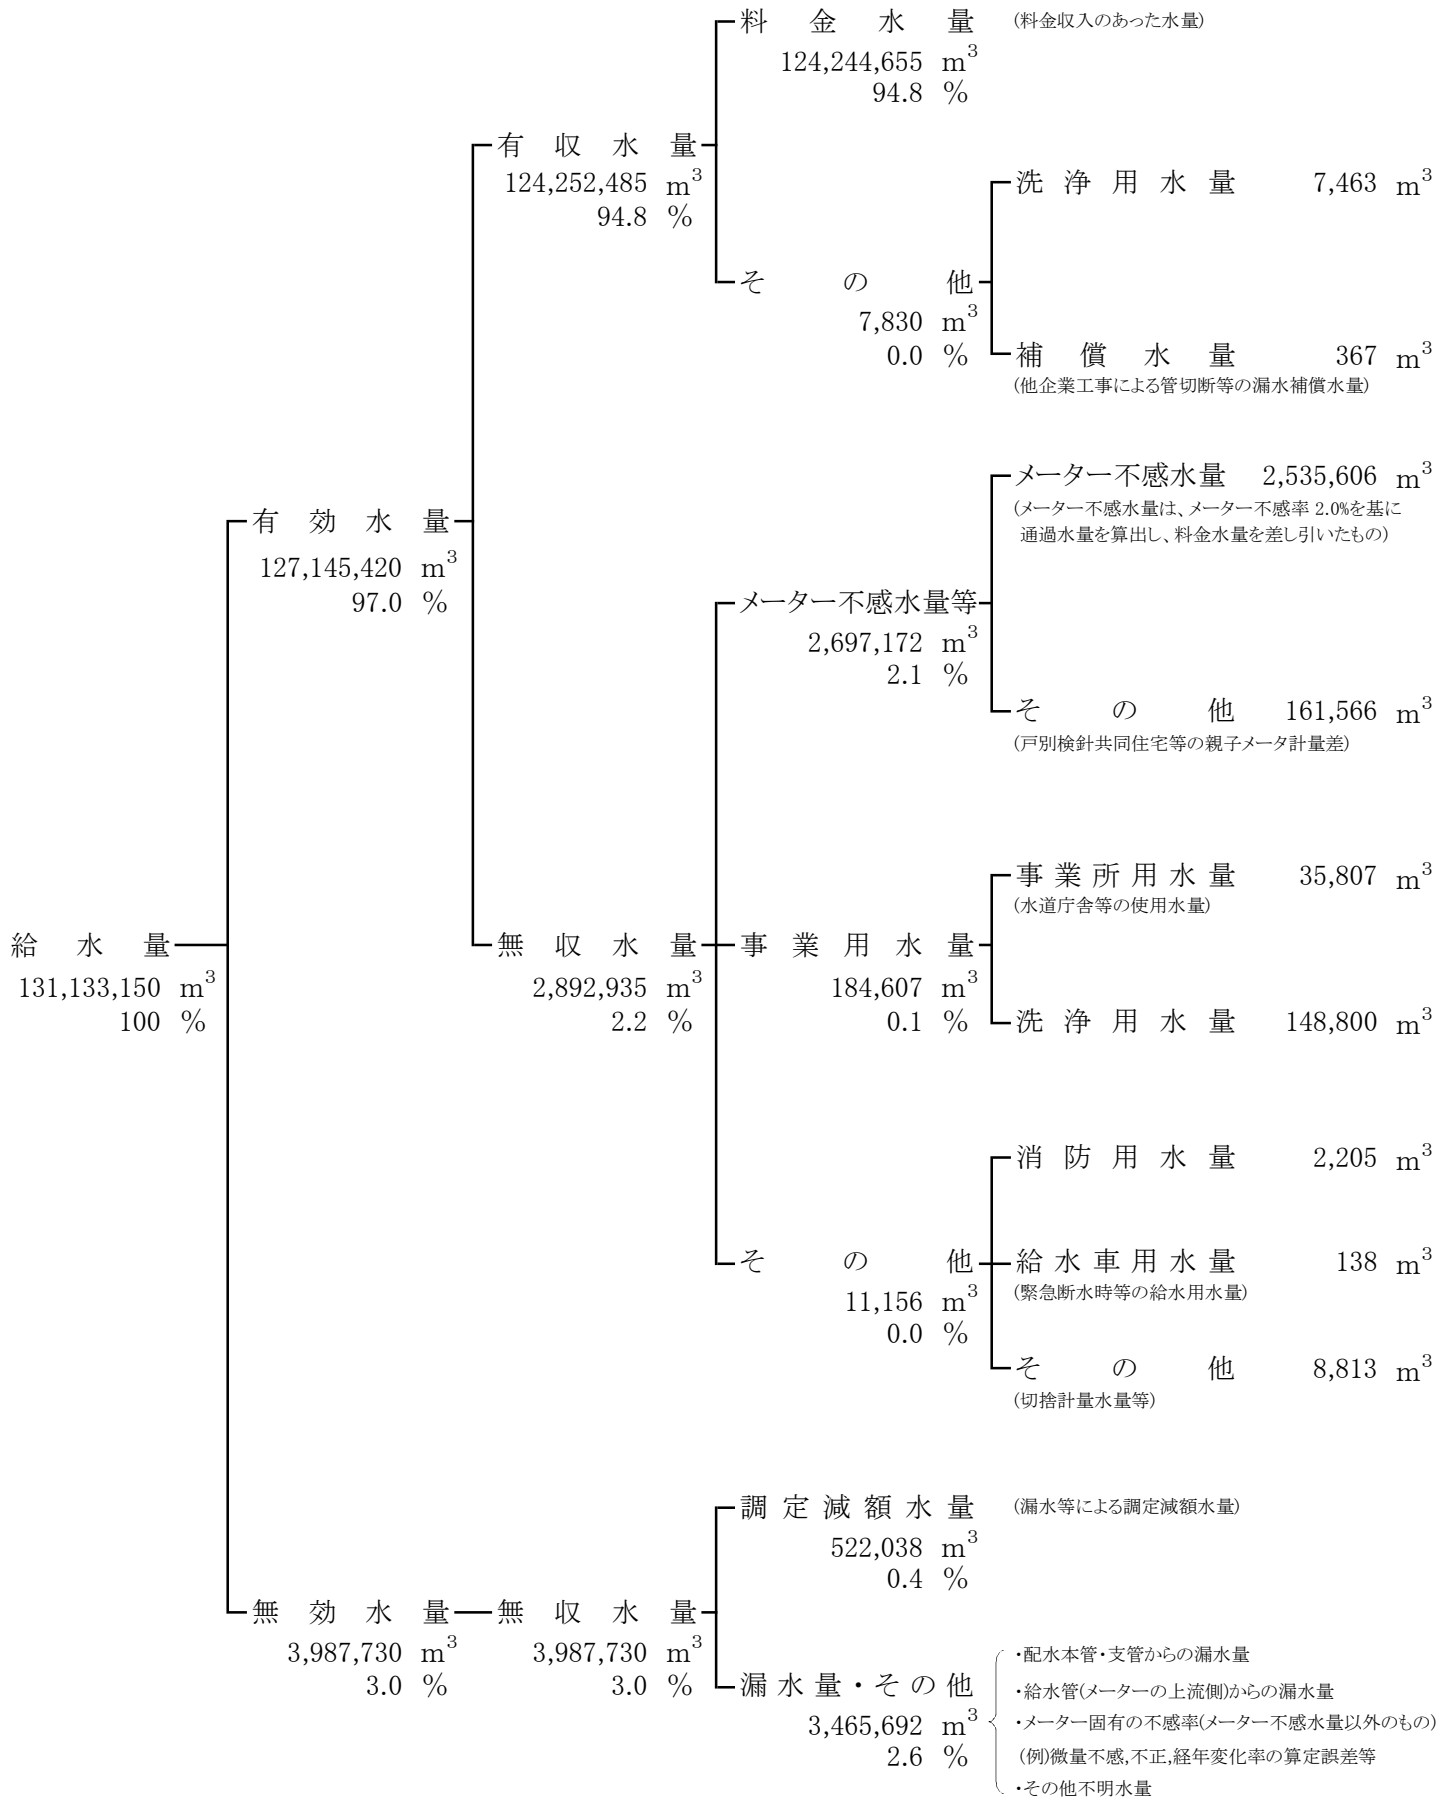 料金水量 (料金収入のあった水量)
124,244,655 m³
94.8 %
有収水量
124,252,485 m³
94.8 %
洗浄用水量 7,463 m³
その他
7,830 m³
0.0 %
補償水量 367 m³
(他企業工事による管切断等の漏水補償水量)
メーター不感水量 2,535,606 m³
(メーター不感水量は、メーター不感率 2.0%を基に
通過水量を算出し、料金水量を差し引いたもの)
有効水量
127,145,420 m³
97.0 %
メーター不感水量等
2,697,172 m³
2.1 %
その他 161,566 m³
(戸別検針共同住宅等の親子メータ計量差)
事業所用水量 35,807 m³
(水道庁舎等の使用水量)
給水量
131,133,150 m³
100 %
無収水量
2,892,935 m³
2.2 %
事業用水量
184,607 m³
0.1 %
洗浄用水量 148,800 m³
消防用水量 2,205 m³
その他
11,156 m³
0.0 %
給水車用水量 138 m³
(緊急断水時等の給水用水量)
その他 8,813 m³
(切捨計量水量等)
調定減額水量 (漏水等による調定減額水量)
522,038 m³
0.4 %
無効水量
3,987,730 m³
3.0 %
無収水量
3,987,730 m³
3.0 %
漏水量・その他
3,465,692 m³
2.6 %
・配水本管・支管からの漏水量
・給水管(メーターの上流側)からの漏水量
・メーター固有の不感率(メーター不感水量以外のもの)
(例)微量不感,不正,経年変化率の算定誤差等
・その他不明水量